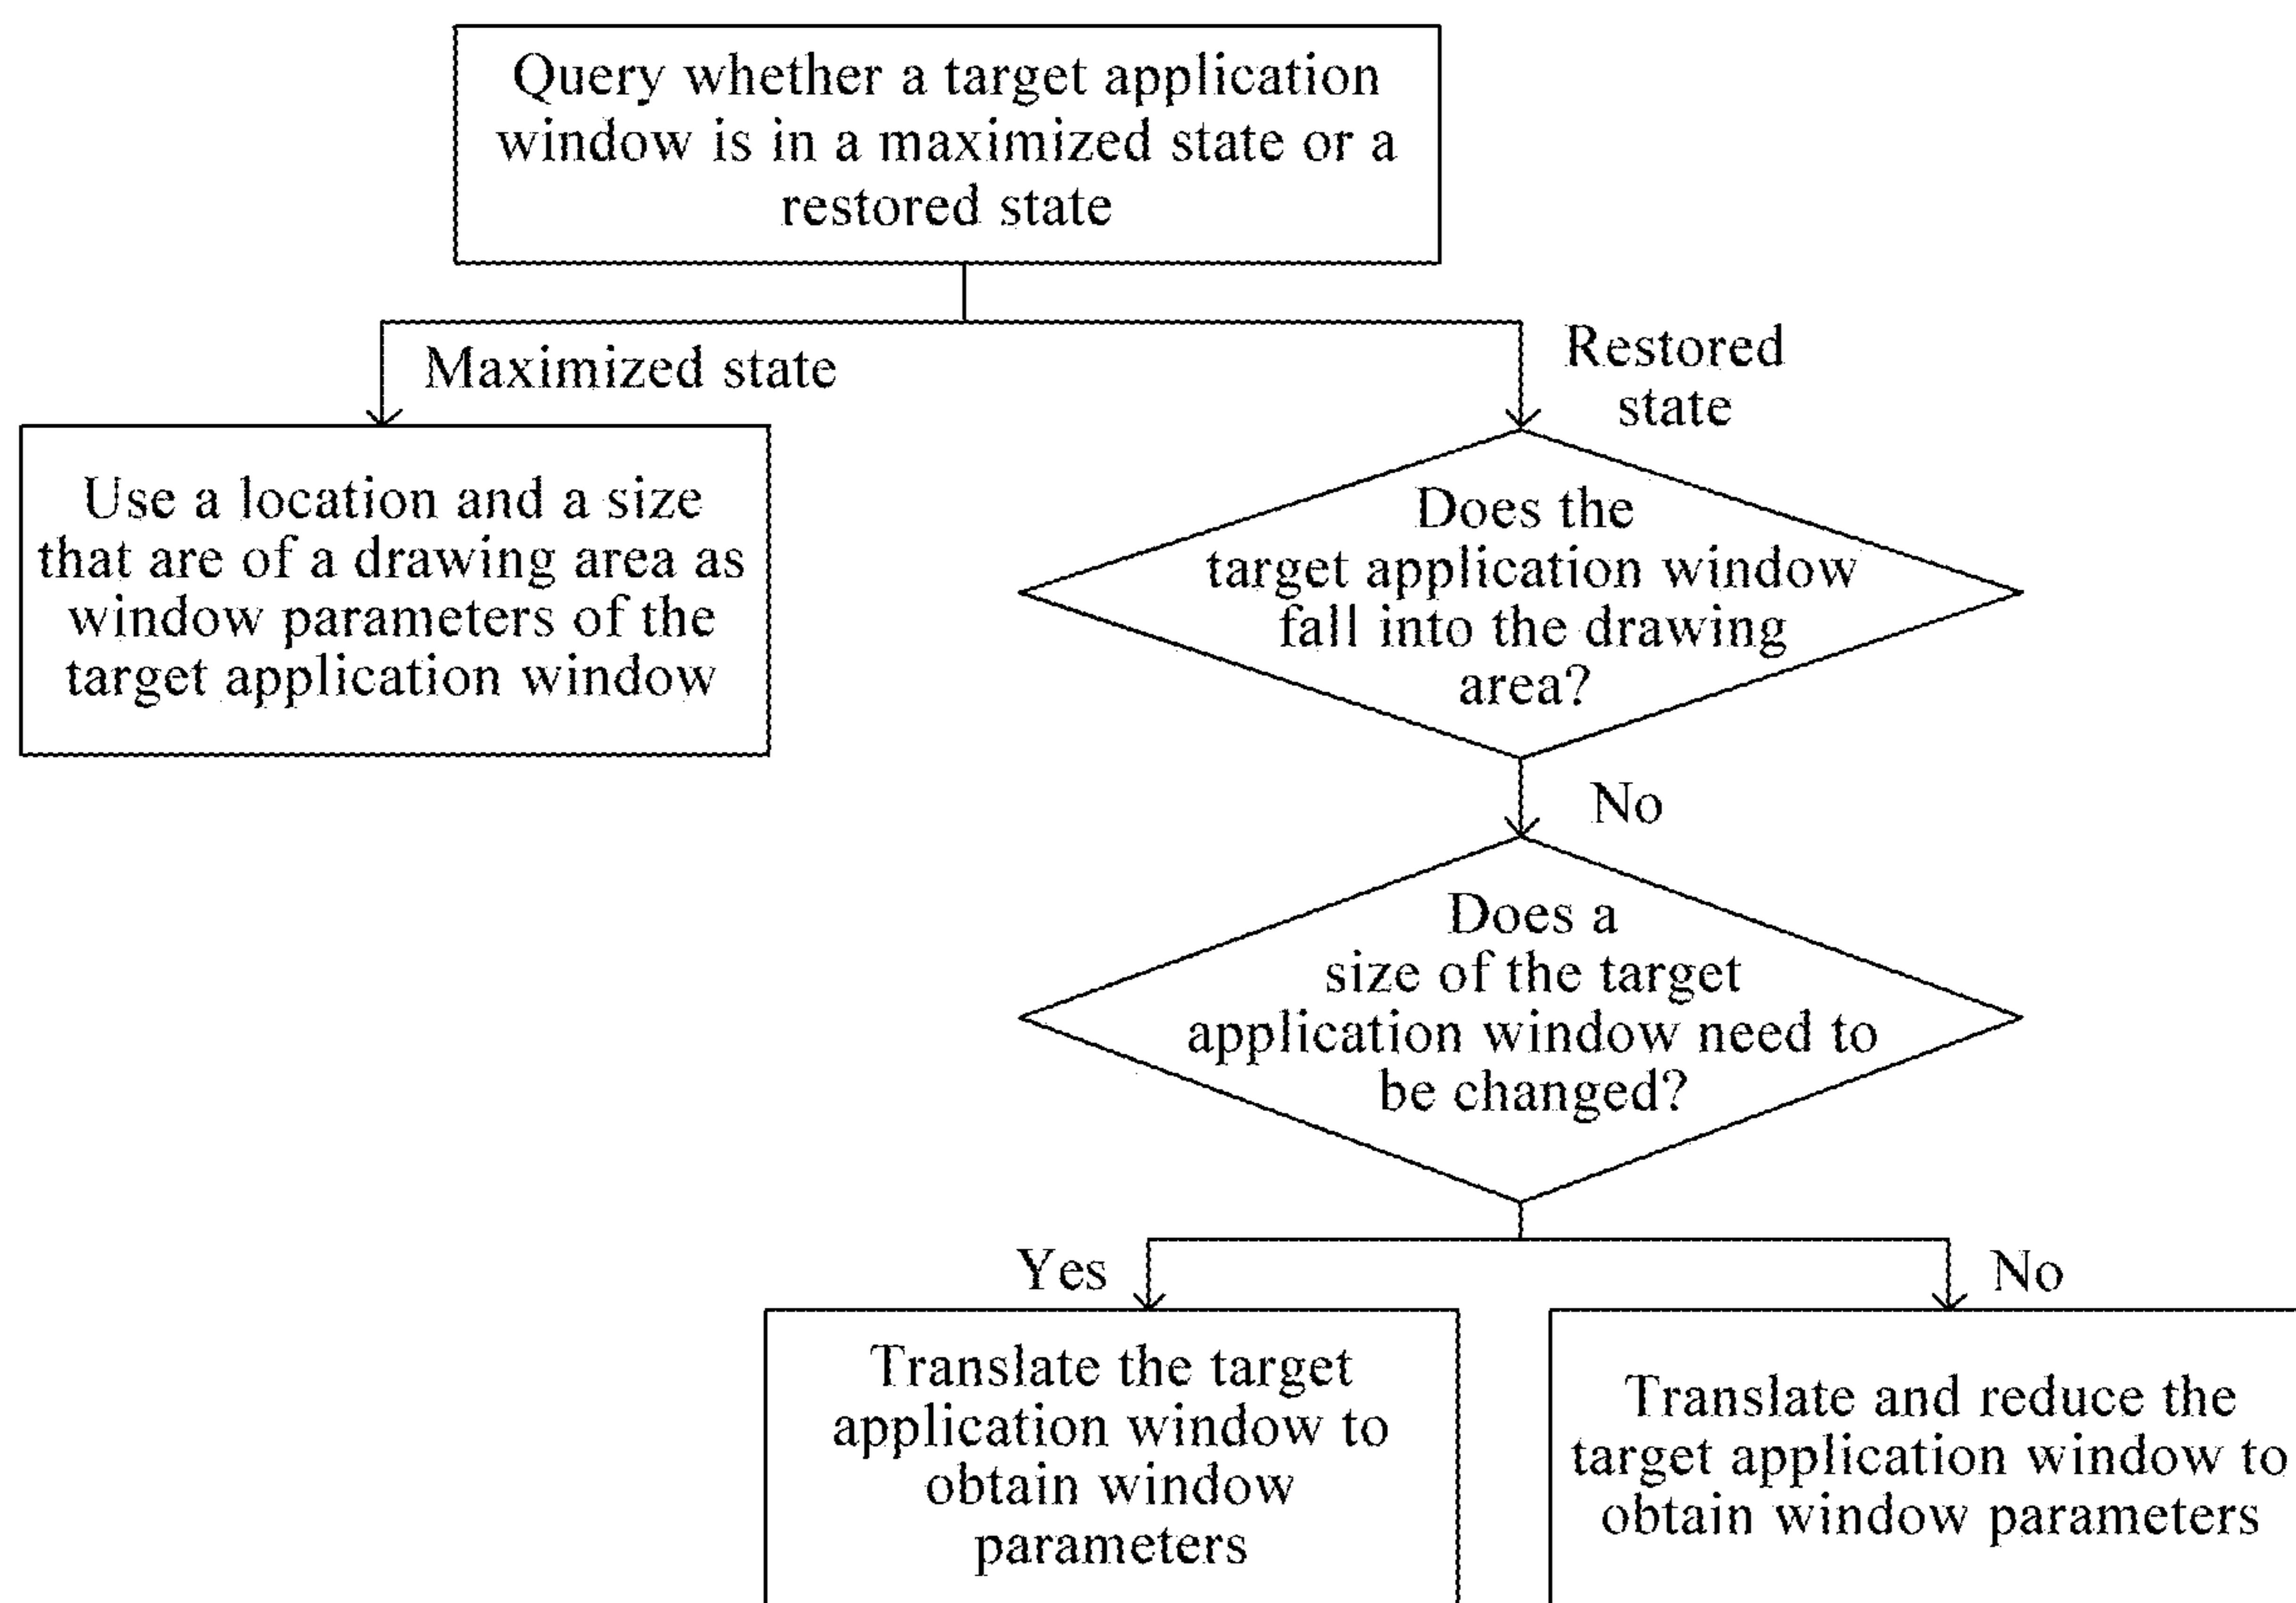 Query whether a target application
window is in a maximized state or a
restored state
Maximized state
Restored
state
Use a location and a size
that are of a drawing area as
window parameters of the
target application window
Does the
target application window
fall into the drawing
area?
No
Does a
size of the target
application window need to
be changed?
Yes
No
Translate the target
application window to
obtain window
parameters
Translate and reduce the
target application window to
obtain window parameters